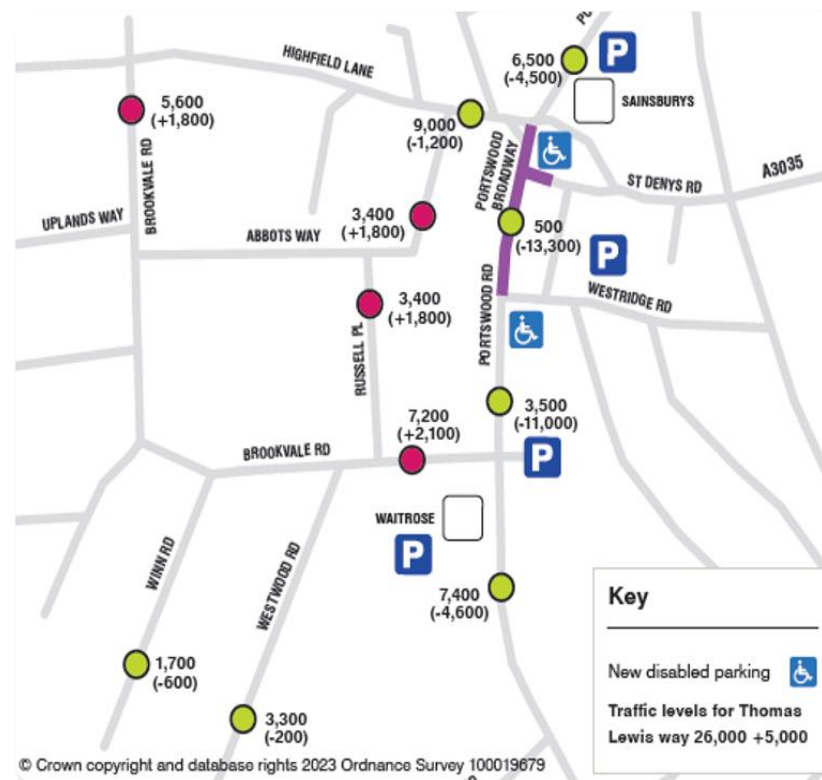 PO
6,500
(-4,500)
P
HIGHFIELD LANE
SAINSBURYS
5,600
(+1,800)
9,000
(-1,200)
PORTSWOOD
BROADWAY
A3035
ST DENYS RD
BROOKVALE RD
UPLANDS WAY
3,400
(+1,800)
ABBOTS WAY
500
(-13,300)
P
WESTRIDGE RD
PORTSWOOD RD
3,400
(+1,800)
RUSSELL PL
3,500
(-11,000)
7,200
(+2,100)
BROOKVALE RD
P
WAITROSE
P
WINN RD
WESTWOOD RD
7,400
(-4,600)
1,700
(-600)
3,300
(-200)
Key
New disabled parking
Traffic levels for Thomas
Lewis way 26,000 +5,000
© Crown copyright and database rights 2023 Ordnance Survey 100019679